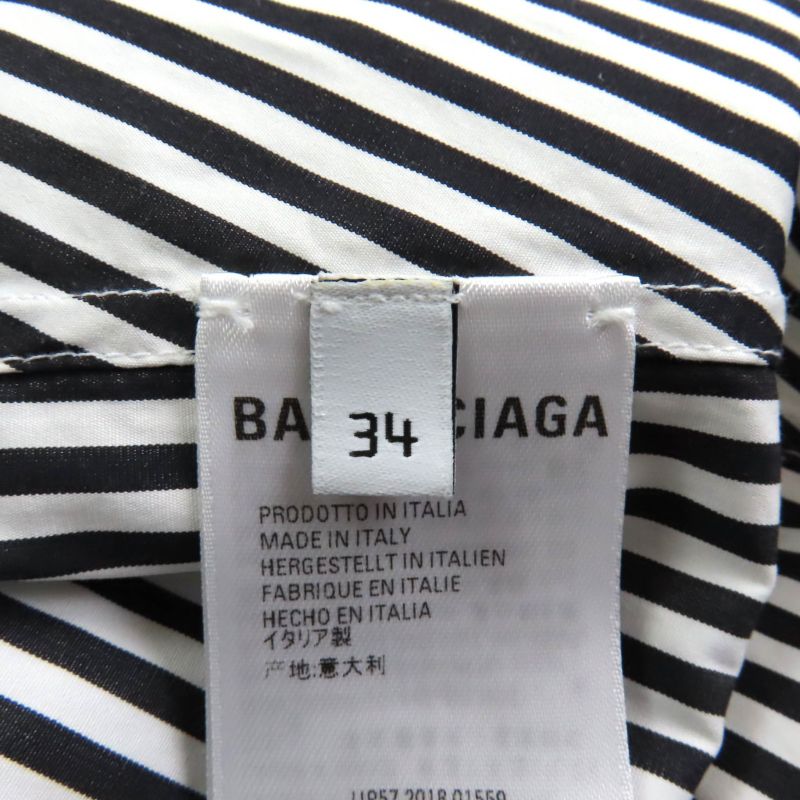 BA
CIAGA
34
PRODOTTO IN ITALIA
MADE IN ITALY
HERGESTELLT IN ITALIEN
FABRIQUE EN ITALIE
HECHO EN ITALIA
イタリア製
产地:意大利